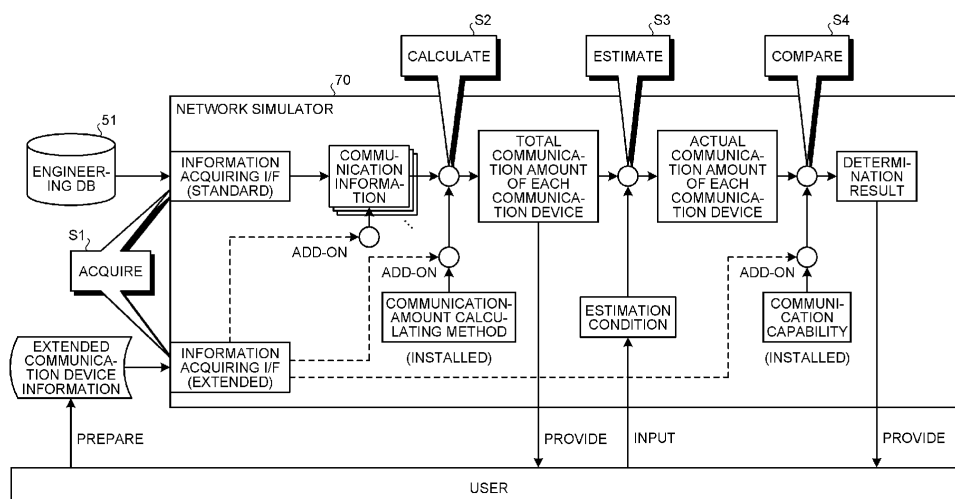 S2
S3
S4
CALCULATE
ESTIMATE
COMPARE
70
NETWORK SIMULATOR
51
ENGINEER-
ING DB
INFORMATION
ACQUIRING I/F
(STANDARD)
COMMU-
NICATION
INFORMA-
TION
TOTAL
COMMUNICA-
TION AMOUNT
OF EACH
COMMUNICA-
TION DEVICE
ACTUAL
COMMUNICA-
TION AMOUNT
OF EACH
COMMUNICA-
TION DEVICE
DETERMI-
NATION
RESULT
S1
ACQUIRE
ADD-ON
ADD-ON
ADD-ON
COMMUNICATION-
AMOUNT CALCU-
LATING METHOD
(INSTALLED)
ESTIMATION
CONDITION
COMMUNI-
CATION
CAPABILITY
(INSTALLED)
EXTENDED
COMMUNICA-
TION DEVICE
INFORMATION
INFORMATION
ACQUIRING I/F
(EXTENDED)
PREPARE
PROVIDE
INPUT
PROVIDE
USER